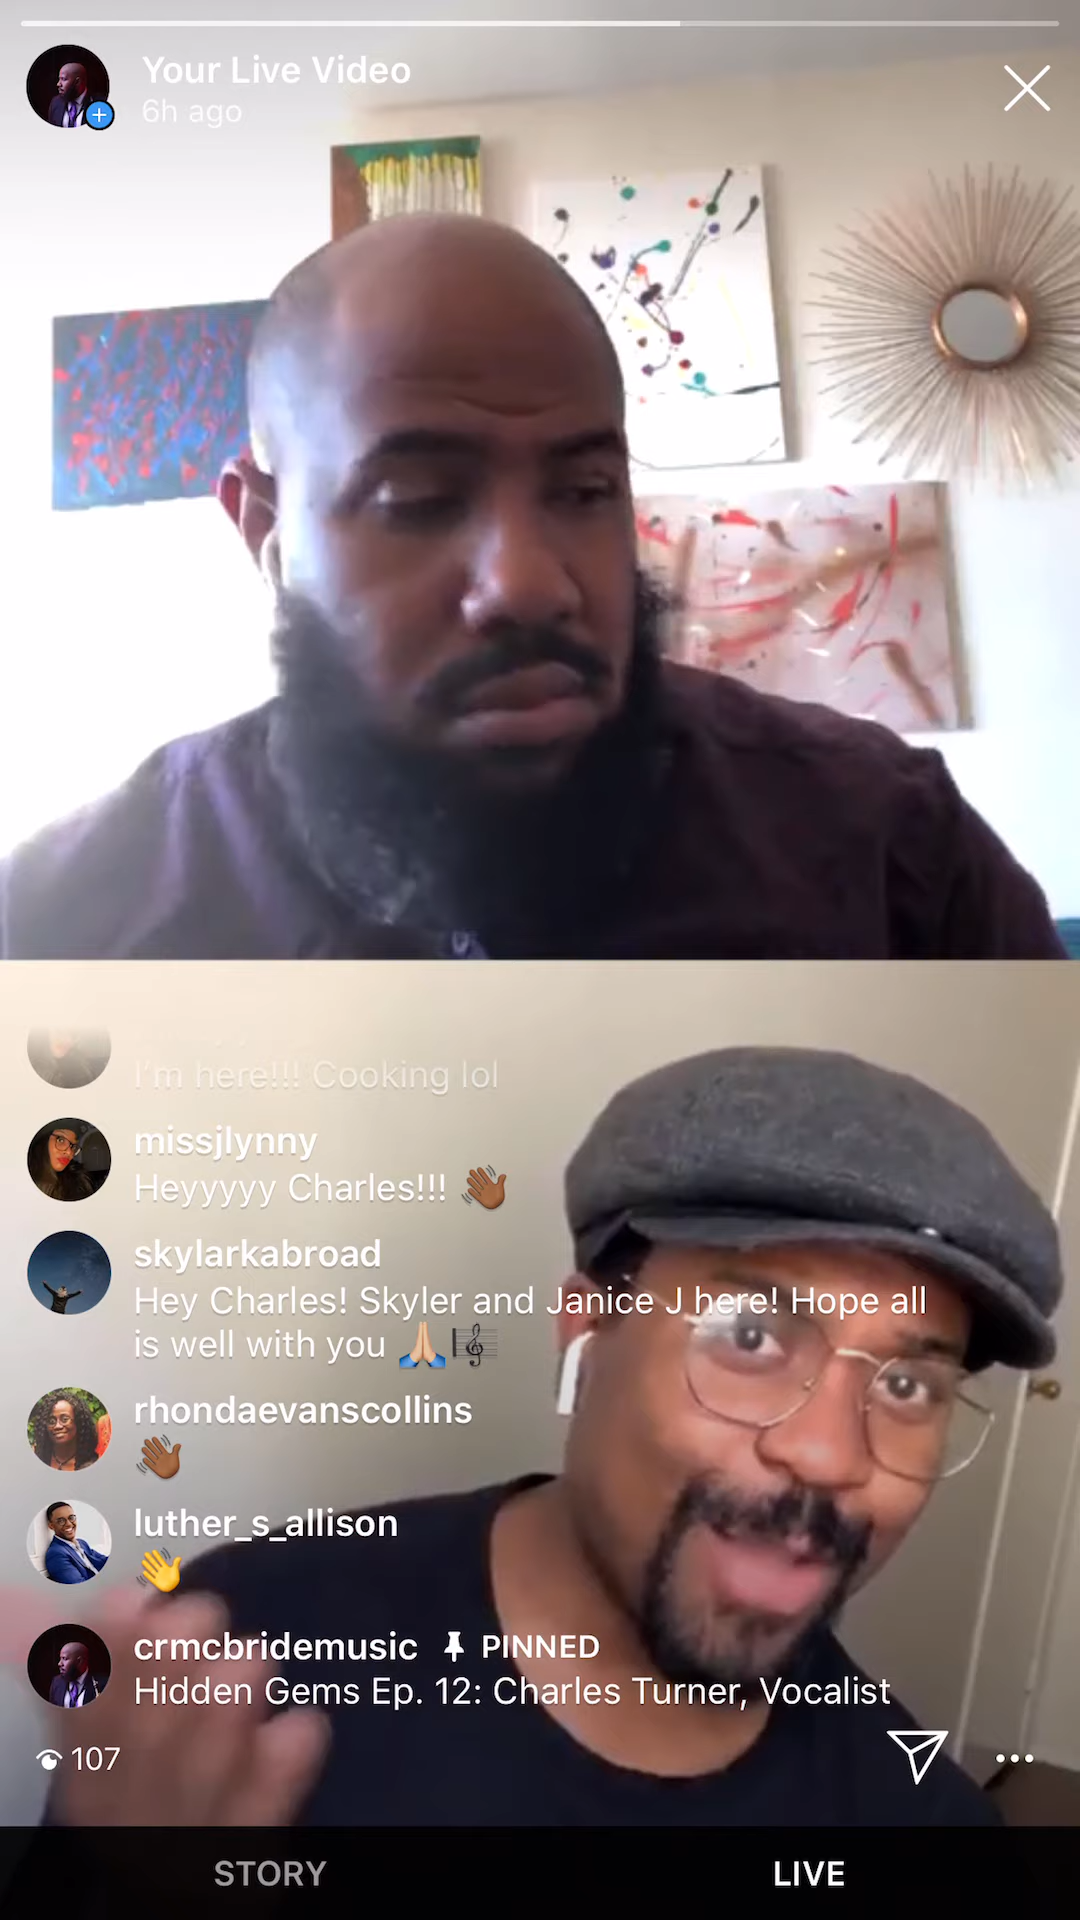 Your Live Video
6h ago
I'm here!!! Cooking lol
missjlynny
Heyyyyy Charles!!! 👋🏾
skylarkabroad
Hey Charles! Skyler and Janice J here! Hope all
is well with you 🙏🏼🎼
rhondaevanscollins
👋🏾
luther_s_allison
👋
crmcbridemusic PINNED
Hidden Gems Ep. 12: Charles Turner, Vocalist
107
STORY
LIVE